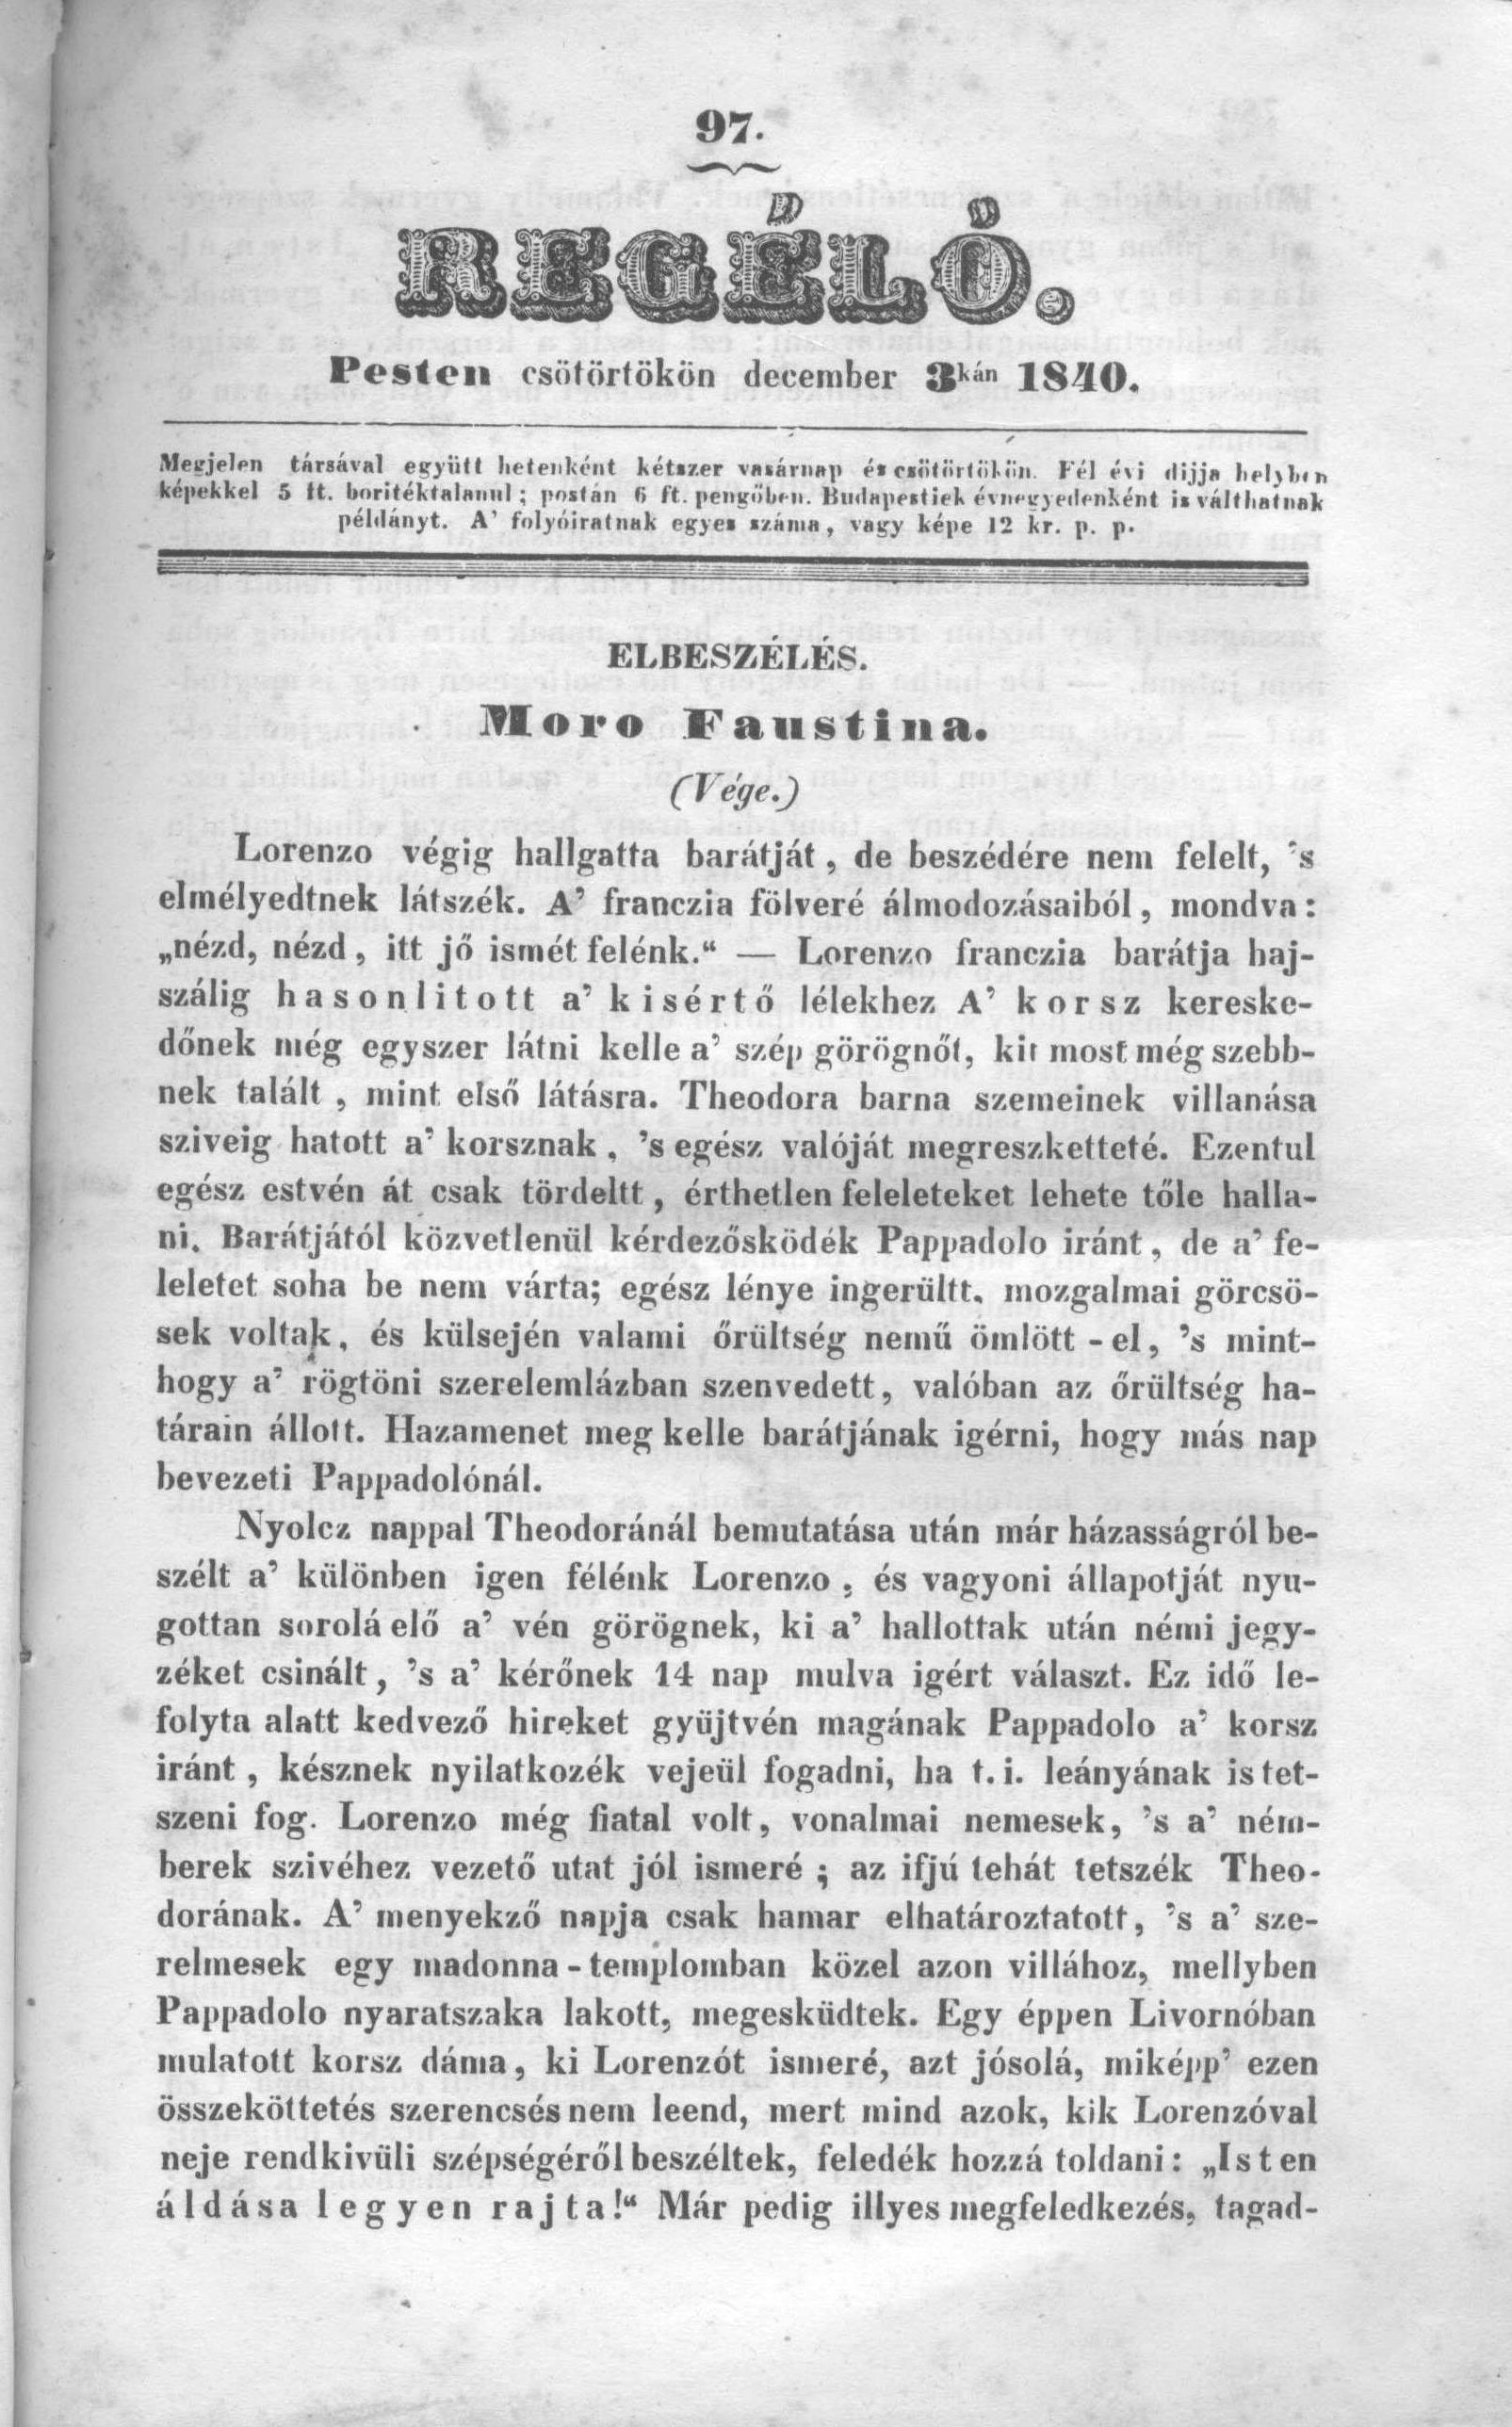 97.
REGÉLŐ.
Pesten csötörtökön december 3kán 1840.
Megjelen társával együtt hetenként kétszer vasárnap és csötörtökön. Fél évi dijja helyben
képekkel 5 ft. boritéktalanul; postán 6 ft. pengőben. Budapestiek évnegyedenként is válthatnak
példányt. A’ folyóiratnak egyes száma, vagy képe 12 kr. p. p.
ELBESZÉLÉS.
Moro Faustina.
(Vége.)
Lorenzo végig hallgatta barátját, de beszédére nem felelt, ’s
elmélyedtnek látszék. A’ franczia fölveré álmodozásaiból, mondva:
„nézd, nézd, itt jő ismét felénk.“ — Lorenzo franczia barátja haj-
szálig hasonlitott a’ kisértő lélekhez A’ korsz kereske-
dőnek még egyszer látni kelle a’ szép görögnőt, kit most még szebb-
nek talált, mint első látásra. Theodora barna szemeinek villanása
sziveig hatott a’ korsznak, ’s egész valóját megreszketteté. Ezentul
egész estvén át csak tördeltt, érthetlen feleleteket lehete tőle halla-
ni. Barátjától közvetlenül kérdezősködék Pappadolo iránt, de a’ fe-
leletet soha be nem várta; egész lénye ingerültt, mozgalmai görcsö-
sek voltak, és külsején valami őrültség nemű ömlött - el, ’s mint-
hogy a’ rögtöni szerelemlázban szenvedett, valóban az őrültség ha-
tárain állott. Hazamenet meg kelle barátjának igérni, hogy más nap
bevezeti Pappadolónál.
Nyolcz nappal Theodoránál bemutatása után már házasságról be-
szélt a’ különben igen félénk Lorenzo, és vagyoni állapotját nyu-
gottan sorolá elő a’ vén görögnek, ki a’ hallottak után némi jegy-
zéket csinált, ’s a’ kérőnek 14 nap mulva igért választ. Ez idő le-
folyta alatt kedvező hireket gyüjtvén magának Pappadolo a’ korsz
iránt, késznek nyilatkozék vejeül fogadni, ha t. i. leányának is tet-
szeni fog. Lorenzo még fiatal volt, vonalmai nemesek, ’s a’ ném-
berek szivéhez vezető utat jól ismeré; az ifjú tehát tetszék Theo-
dorának. A’ menyekző napja csak hamar elhatároztatott, ’s a’ sze-
relmesek egy madonna - templomban közel azon villához, mellyben
Pappadolo nyaratszaka lakott, megesküdtek. Egy éppen Livornóban
mulatott korsz dáma, ki Lorenzót ismeré, azt jósolá, miképp’ ezen
összeköttetés szerencsés nem leend, mert mind azok, kik Lorenzóval
neje rendkivüli szépségéről beszéltek, feledék hozzá toldani: „Isten
áldása legyen rajta!“ Már pedig illyes megfeledkezés, tagad-